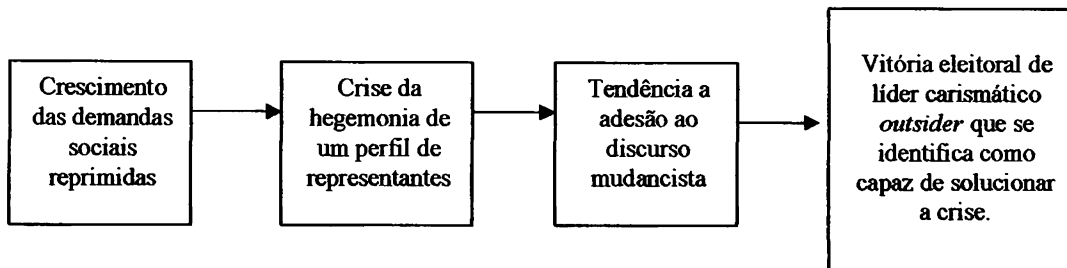 Crescimento
das demandas
sociais
reprimidas
Crise da
hegemonia de
um perfil de
representantes
Tendência a
adesão ao
discurso
mudancista
Vitória eleitoral de
líder carismático
outsider que se
identifica como
capaz de solucionar
a crise.